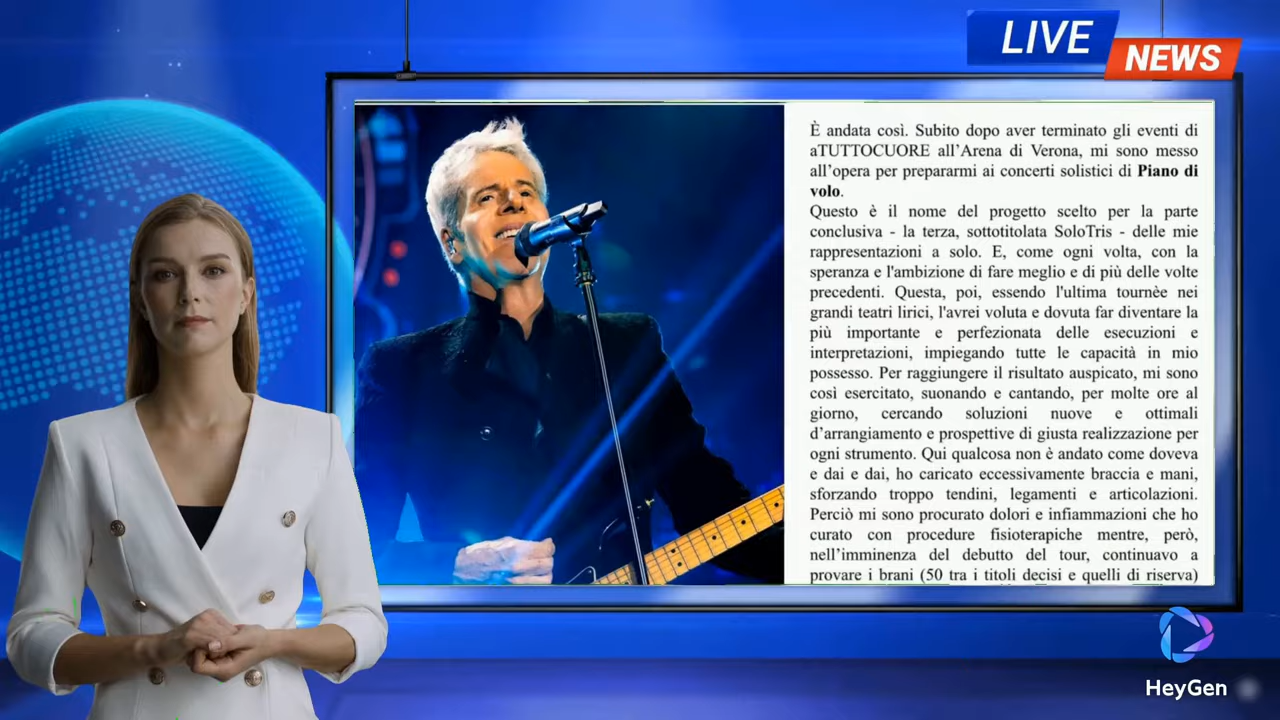 LIVE
NEWS
È andata così. Subito dopo aver terminato gli eventi di
aTUTTOCUORE all'Arena di Verona, mi sono messo
all'opera per prepararmi ai concerti solistici di Piano di
volo.
Questo è il nome del progetto scelto per la parte
conclusiva - la terza, sottotitolata SoloTris - delle mie
rappresentazioni a solo. E, come ogni volta, con la
speranza e l'ambizione di fare meglio e di più delle volte
precedenti. Questa, poi, essendo l'ultima tournèe nei
grandi teatri lirici, l'avrei voluta e dovuta far diventare la
più importante e perfezionata delle esecuzioni e
interpretazioni, impiegando tutte le capacità in mio
possesso. Per raggiungere il risultato auspicato, mi sono
così esercitato, suonando e cantando, per molte ore al
giorno, cercando soluzioni nuove e ottimali
d'arrangiamento e prospettive di giusta realizzazione per
ogni strumento. Qui qualcosa non è andato come doveva
e dai e dai, ho caricato eccessivamente braccia e mani,
sforzando troppo tendini, legamenti e articolazioni.
Perciò mi sono procurato dolori e infiammazioni che ho
curato con procedure fisioterapiche mentre, però,
nell'imminenza del debutto del tour, continuavo a
provare i brani (50 tra i titoli decisi e quelli di riserva)
HeyGen